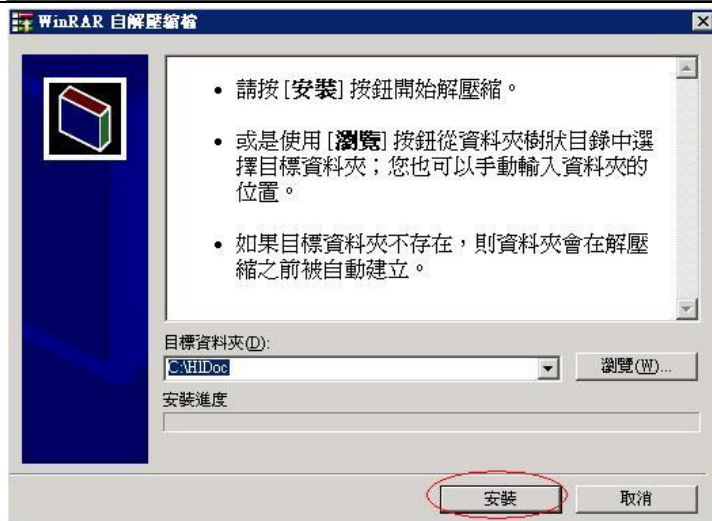 WinRAR 自解壓縮檔
• 請按 [安裝] 按鈕開始解壓縮。
• 或是使用 [瀏覽] 按鈕從資料夾樹狀目錄中選
擇目標資料夾；您也可以手動輸入資料夾的
位置。
• 如果目標資料夾不存在，則資料夾會在解壓
縮之前被自動建立。
目標資料夾(D):
C:\H1Doc
瀏覽(W)...
安裝進度
安裝
取消